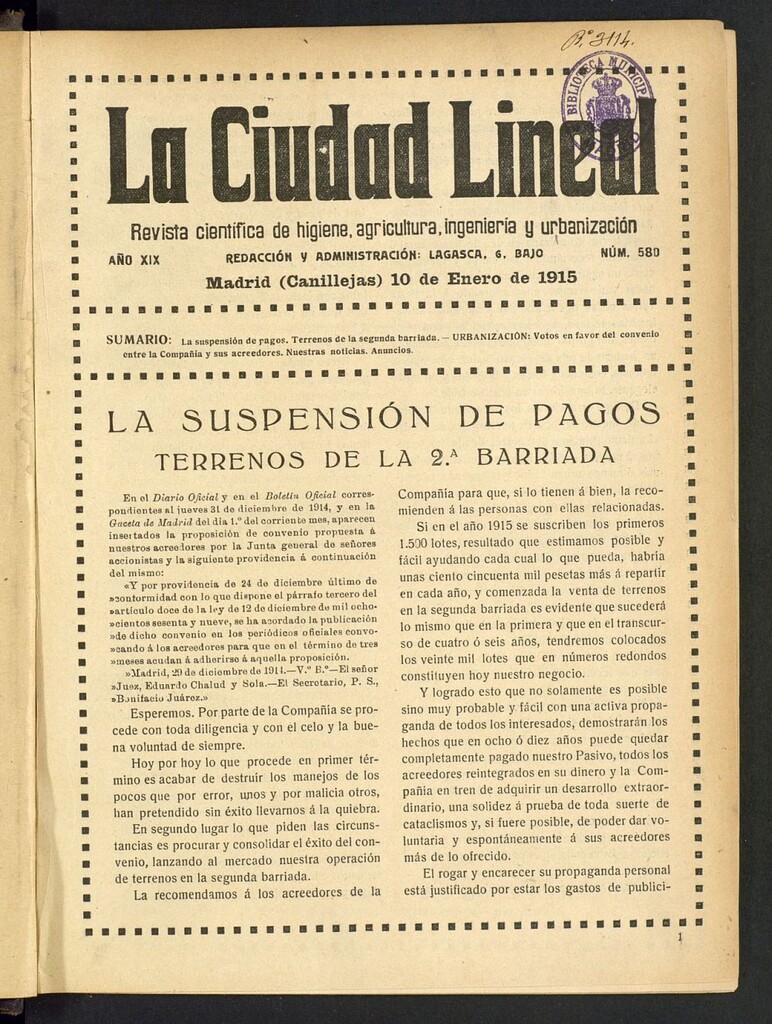 R.º 3114.
BIBLIOTECA MUNICIP
La Ciudad Lineal
Revista científica de higiene, agricultura, ingeniería y urbanización
AÑO XIX REDACCIÓN Y ADMINISTRACIÓN: LAGASCA, 6, BAJO NÚM. 580
Madrid (Canillejas) 10 de Enero de 1915
SUMARIO: La suspensión de pagos. Terrenos de la segunda barriada. — URBANIZACIÓN: Votos en favor del convenio
entre la Compañía y sus acreedores. Nuestras noticias. Anuncios.
LA SUSPENSIÓN DE PAGOS
TERRENOS DE LA 2.ª BARRIADA
En el Diario Oficial y en el Boletín Oficial corres-
pondientes al jueves 31 de diciembre de 1914, y en la
Gaceta de Madrid del día 1.º del corriente mes, aparecen
insertados la proposición de convenio propuesta á
nuestros acreedores por la Junta general de señores
accionistas y la siguiente providencia á continuación
del mismo:
«Y por providencia de 24 de diciembre último de
»conformidad con lo que dispone el párrafo tercero del
»artículo doce de la ley de 12 de diciembre de mil ocho-
»cientos sesenta y nueve, se ha acordado la publicación
»de dicho convenio en los periódicos oficiales convo-
»cando á los acreedores para que en el término de tres
»meses acudan á adherirse á aquella proposición.
»Madrid, 29 de diciembre de 1914.—V.º B.º—El señor
»Juez, Eduardo Chalud y Sola.—El Secretario, P. S.,
»Bonifacio Juárez.»
Esperemos. Por parte de la Compañía se pro-
cede con toda diligencia y con el celo y la bue-
na voluntad de siempre.
Hoy por hoy lo que procede en primer tér-
mino es acabar de destruir los manejos de los
pocos que por error, unos y por malicia otros,
han pretendido sin éxito llevarnos á la quiebra.
En segundo lugar lo que piden las circuns-
tancias es procurar y consolidar el éxito del con-
venio, lanzando al mercado nuestra operación
de terrenos en la segunda barriada.
La recomendamos á los acreedores de la
Compañía para que, si lo tienen á bien, la reco-
mienden á las personas con ellas relacionadas.
Si en el año 1915 se suscriben los primeros
1.500 lotes, resultado que estimamos posible y
fácil ayudando cada cual lo que pueda, habría
unas ciento cincuenta mil pesetas más á repartir
en cada año, y comenzada la venta de terrenos
en la segunda barriada es evidente que sucederá
lo mismo que en la primera y que en el transcur-
so de cuatro ó seis años, tendremos colocados
los veinte mil lotes que en números redondos
constituyen hoy nuestro negocio.
Y logrado esto que no solamente es posible
sino muy probable y fácil con una activa propa-
ganda de todos los interesados, demostrarán los
hechos que en ocho ó diez años puede quedar
completamente pagado nuestro Pasivo, todos los
acreedores reintegrados en su dinero y la Com-
pañía en tren de adquirir un desarrollo extraor-
dinario, una solidez á prueba de toda suerte de
cataclismos y, si fuere posible, de poder dar vo-
luntaria y espontáneamente á sus acreedores
más de lo ofrecido.
El rogar y encarecer su propaganda personal
está justificado por estar los gastos de publici-
1